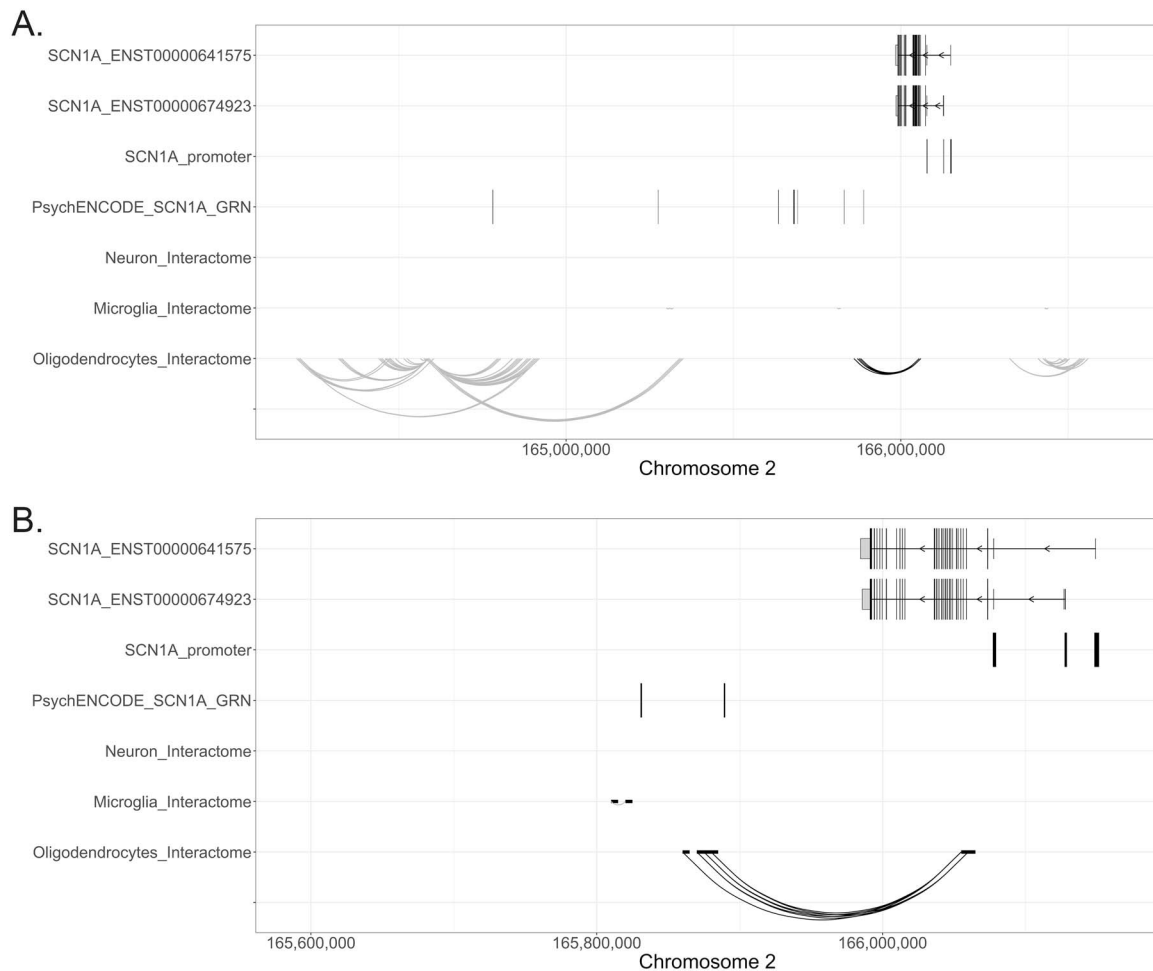 A.
SCN1A_ENST00000641575
SCN1A_ENST00000674923
SCN1A_promoter
PsychENCODE_SCN1A_GRN
Neuron_Interactome
Microglia_Interactome
Oligodendrocytes_Interactome
165,000,000 166,000,000
Chromosome 2
B.
SCN1A_ENST00000641575
SCN1A_ENST00000674923
SCN1A_promoter
PsychENCODE_SCN1A_GRN
Neuron_Interactome
Microglia_Interactome
Oligodendrocytes_Interactome
165,600,000 165,800,000 166,000,000
Chromosome 2